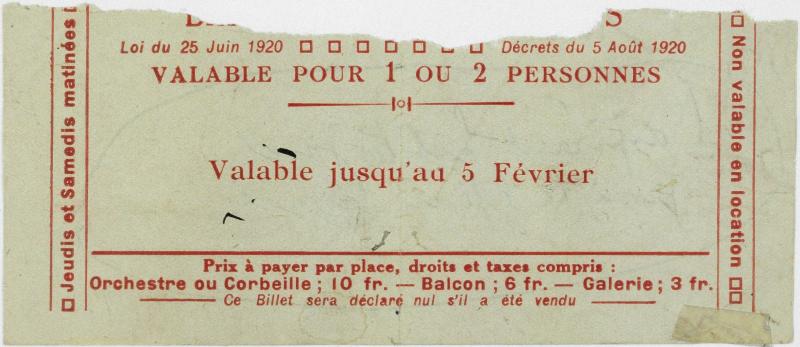 Loi du 25 Juin 1920 Décrets du 5 Août 1920
VALABLE POUR 1 OU 2 PERSONNES
Valable jusqu'au 5 Février
Prix à payer par place, droits et taxes compris :
Orchestre ou Corbeille ; 10 fr. — Balcon ; 6 fr. — Galerie ; 3 fr.
Ce Billet sera déclaré nul s'il a été vendu
Jeudis et Samedis matinées
Non valable en location